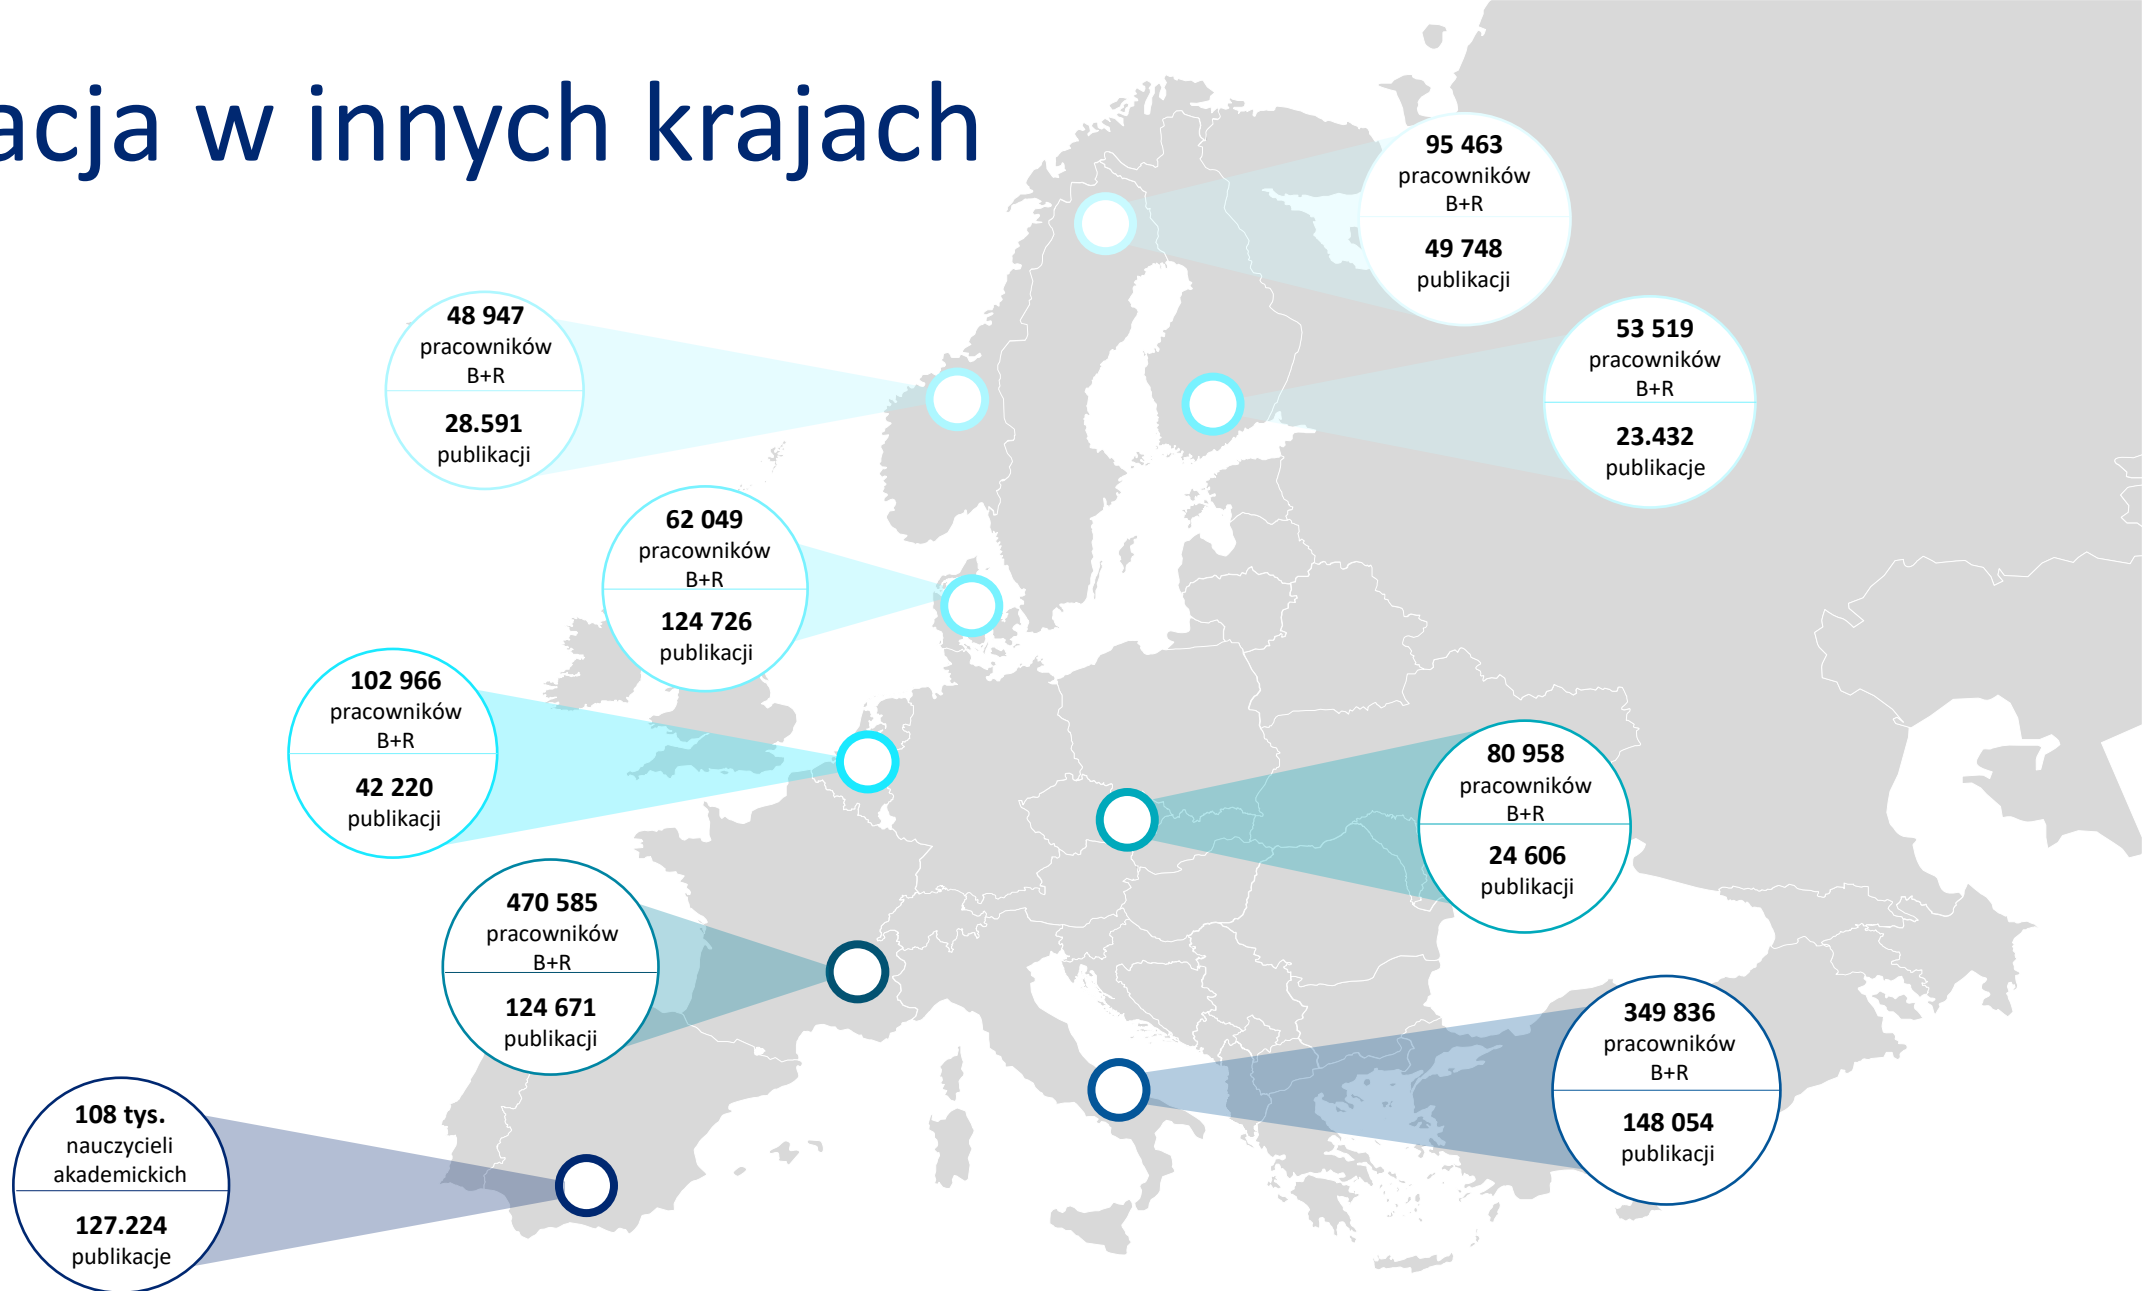 acja w innych krajach
95 463
pracowników
B+R
49 748
publikacji
48 947
pracowników
B+R
28.591
publikacji
53 519
pracowników
B+R
23.432
publikacje
62 049
pracowników
B+R
124 726
publikacji
102 966
pracowników
B+R
42 220
publikacji
80 958
pracowników
B+R
24 606
publikacji
470 585
pracowników
B+R
124 671
publikacji
349 836
pracowników
B+R
148 054
publikacji
108 tys.
nauczycieli
akademickich
127.224
publikacje